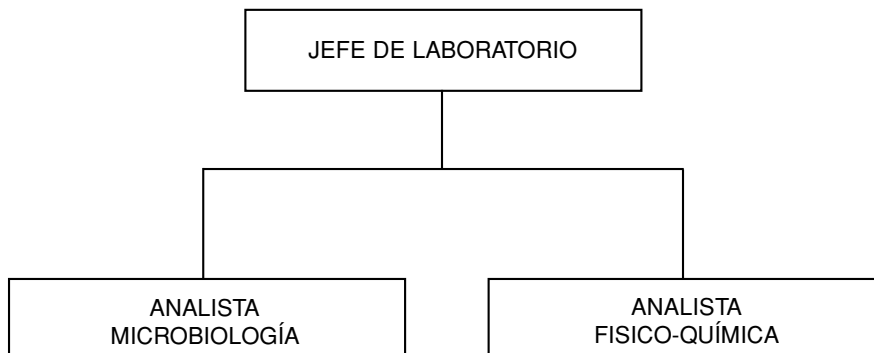 JEFE DE LABORATORIO
ANALISTA
MICROBIOLOGÍA
ANALISTA
FISICO-QUÍMICA